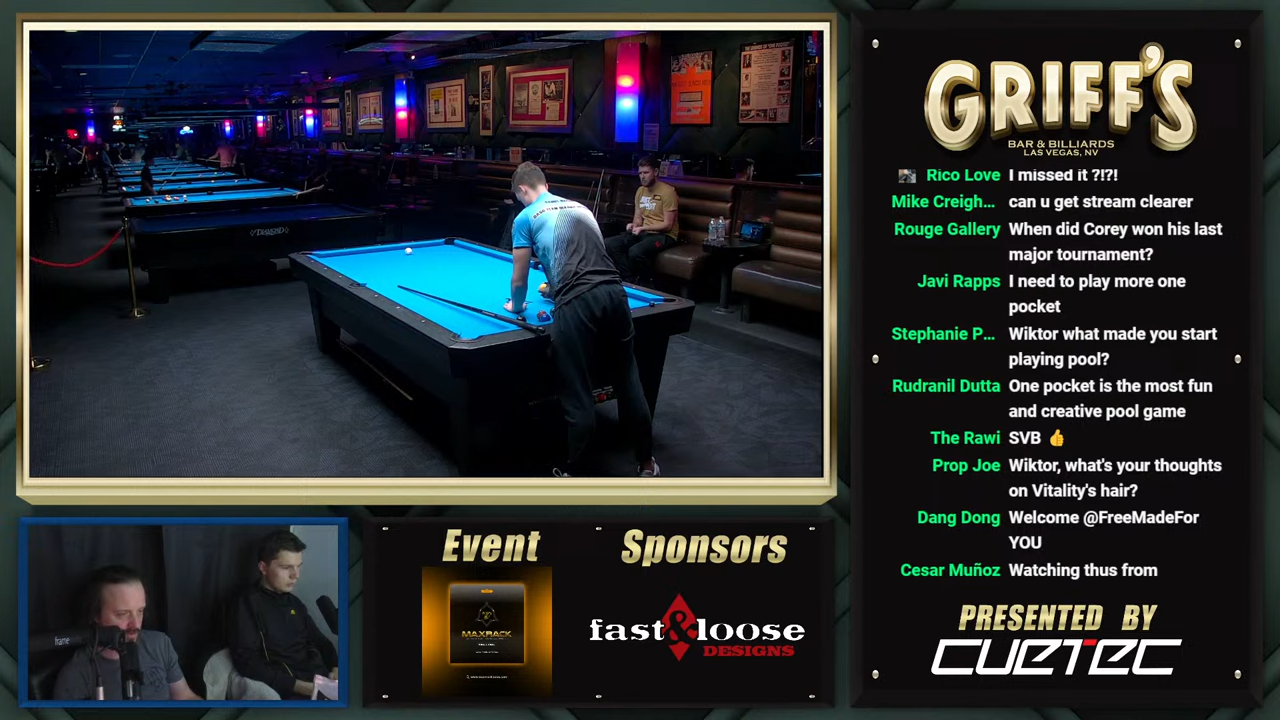 GRIFF'S
BAR & BILLIARDS
LAS VEGAS, NV
Rico Love I missed it ?!?!
Mike Creigh... can u get stream clearer
Rouge Gallery When did Corey won his last
major tournament?
Javi Rapps I need to play more one
pocket
Stephanie P... Wiktor what made you start
playing pool?
Rudranil Dutta One pocket is the most fun
and creative pool game
The Rawi SVB 👍
Prop Joe Wiktor, what's your thoughts
on Vitality's hair?
Dang Dong Welcome @FreeMadeFor
YOU
Cesar Muñoz Watching thus from
PRESENTED BY
CUETEC
Event Sponsors
MAXRACK
fast & loose
DESIGNS
frame
DIAMOND